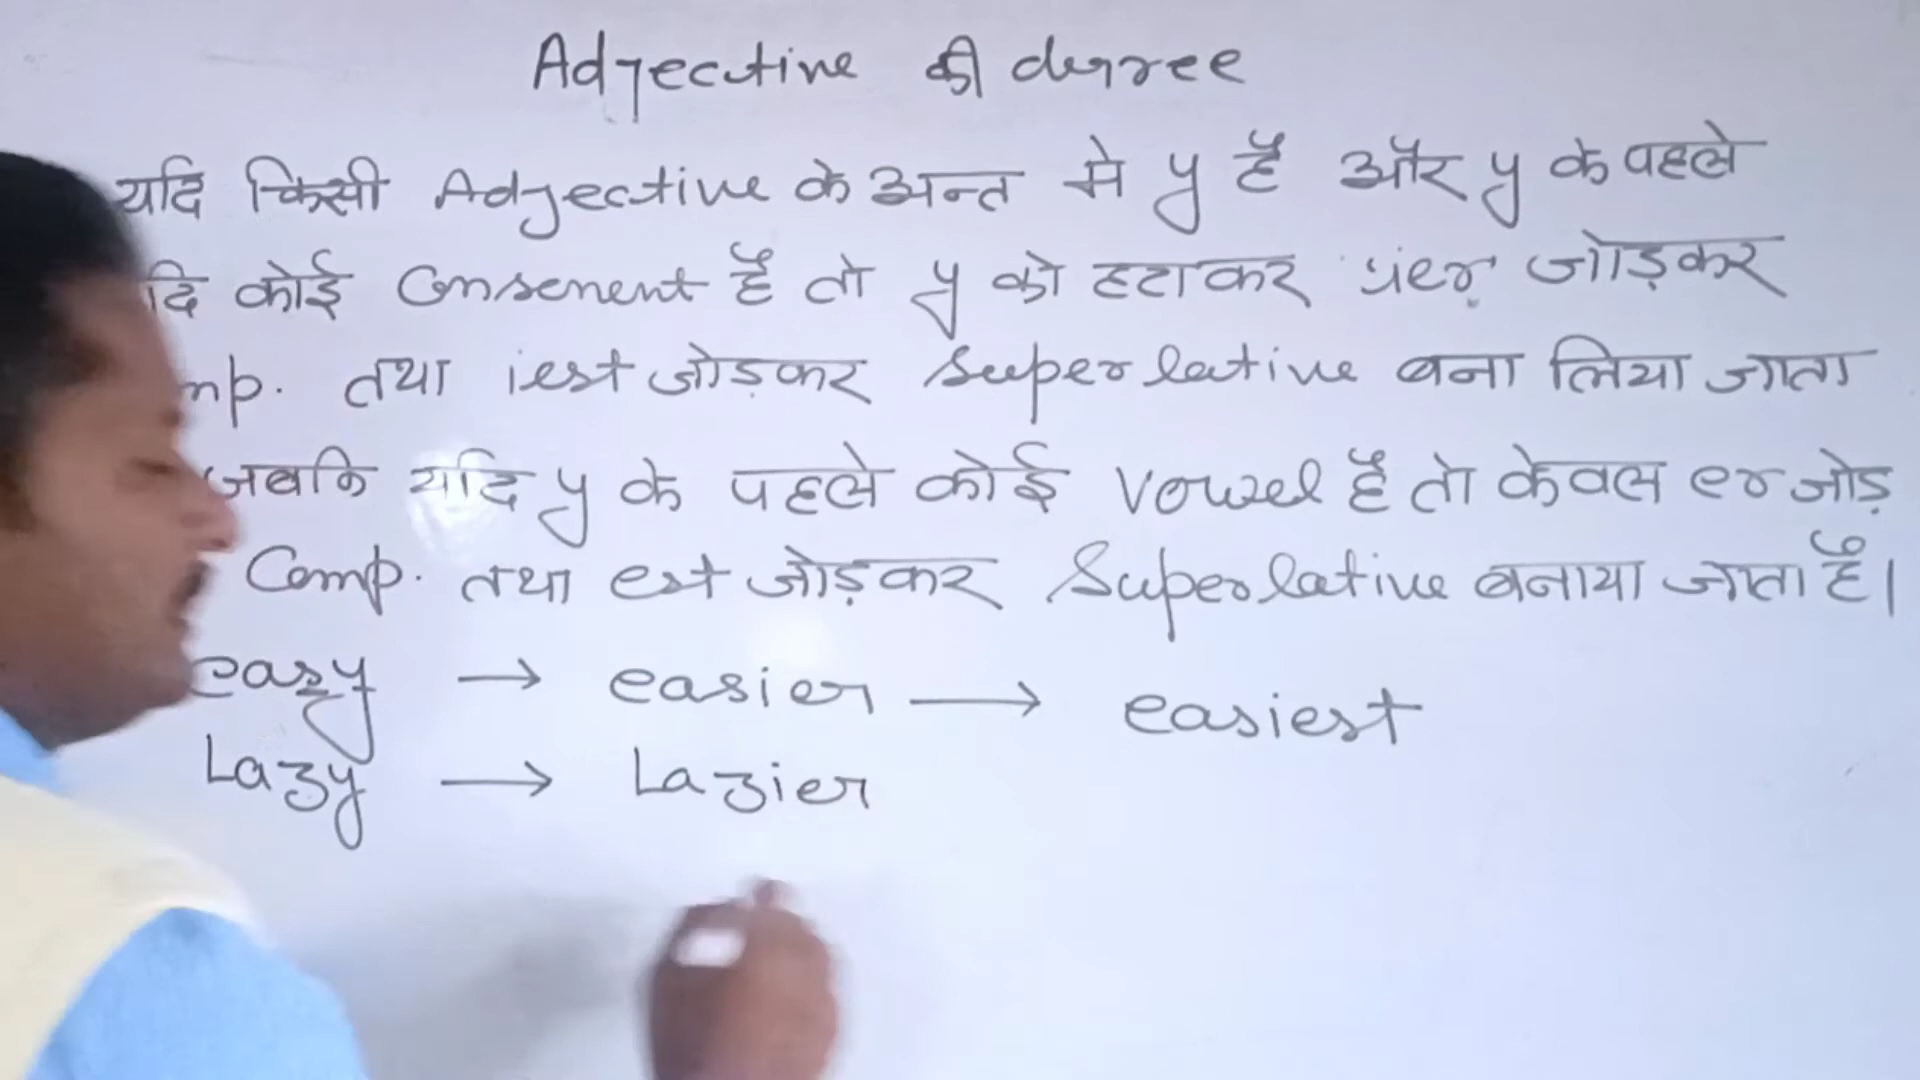 Adjective की degree
यदि किसी Adjective के अन्त मे y है और y के पहले
दि कोई Consenent है तो y को हटाकर ier जोड़कर
mp. तथा iest जोड़कर Superlative बना लिया जाता
जबकि यदि y के पहले कोई Vowel है तो केवल er जोड़
Comp. तथा est जोड़कर Superlative बनाया जाता है।
easy → easier → easiest
Lazy → Lazier